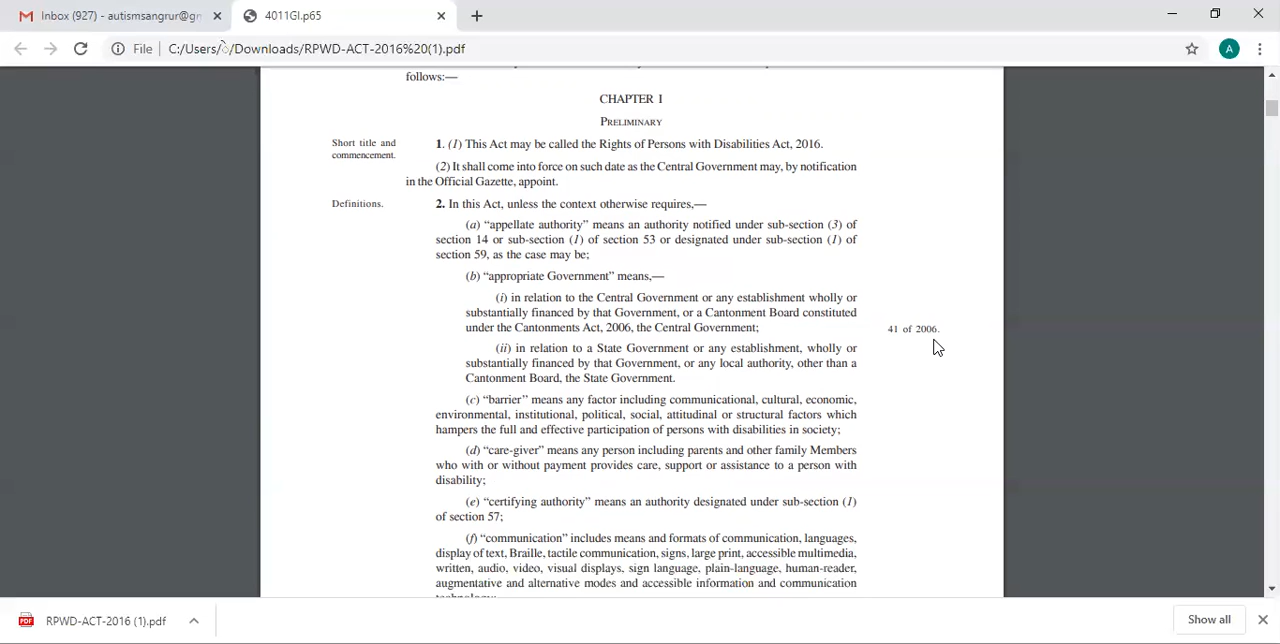 Inbox (927) - autismsangrur@gr
4011GI.p65
File
C:/Users/ /Downloads/RPWD-ACT-2016%20(1).pdf
A
follows:—
CHAPTER I
PRELIMINARY
Short title and commencement.
1. (1) This Act may be called the Rights of Persons with Disabilities Act, 2016.
(2) It shall come into force on such date as the Central Government may, by notification
in the Official Gazette, appoint.
Definitions.
2. In this Act, unless the context otherwise requires,—
(a) “appellate authority” means an authority notified under sub-section (3) of
section 14 or sub-section (1) of section 53 or designated under sub-section (1) of
section 59, as the case may be;
(b) “appropriate Government” means,—
(i) in relation to the Central Government or any establishment wholly or
substantially financed by that Government, or a Cantonment Board constituted
under the Cantonments Act, 2006, the Central Government;
41 of 2006.
(ii) in relation to a State Government or any establishment, wholly or
substantially financed by that Government, or any local authority, other than a
Cantonment Board, the State Government.
(c) “barrier” means any factor including communicational, cultural, economic,
environmental, institutional, political, social, attitudinal or structural factors which
hampers the full and effective participation of persons with disabilities in society;
(d) “care-giver” means any person including parents and other family Members
who with or without payment provides care, support or assistance to a person with
disability;
(e) “certifying authority” means an authority designated under sub-section (1)
of section 57;
(f) “communication” includes means and formats of communication, languages,
display of text, Braille, tactile communication, signs, large print, accessible multimedia,
written, audio, video, visual displays, sign language, plain-language, human-reader,
augmentative and alternative modes and accessible information and communication
RPWD-ACT-2016 (1).pdf
Show all